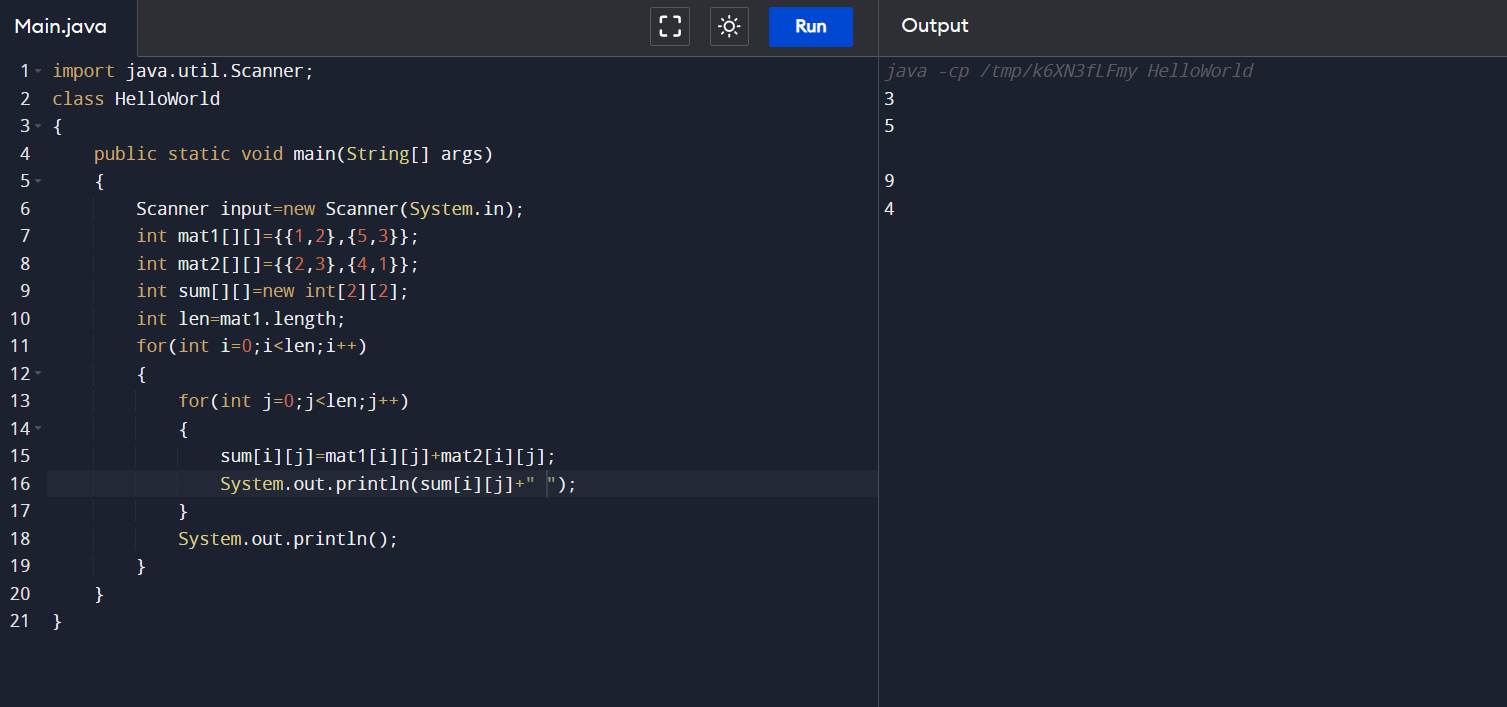 Main.java
Run
Output
1 import java.util.Scanner;
2 class HelloWorld
3 {
4     public static void main(String[] args)
5     {
6         Scanner input=new Scanner(System.in);
7         int mat1[][]={{1,2},{5,3}};
8         int mat2[][]={{2,3},{4,1}};
9         int sum[][]=new int[2][2];
10         int len=mat1.length;
11         for(int i=0;i<len;i++)
12         {
13             for(int j=0;j<len;j++)
14             {
15                 sum[i][j]=mat1[i][j]+mat2[i][j];
16                 System.out.println(sum[i][j]+" ");
17             }
18             System.out.println();
19         }
20     }
21 }
java -cp /tmp/k6XN3fLFmy HelloWorld
3
5

9
4